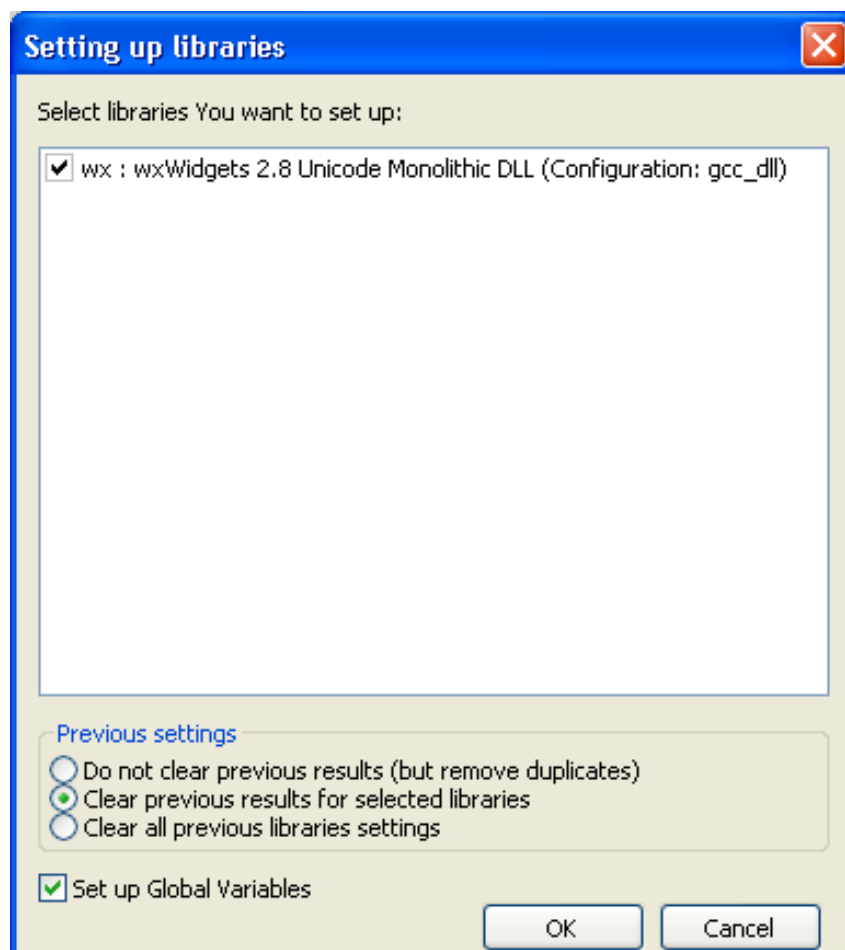 Setting up libraries
Select libraries You want to set up:
wx : wxWidgets 2.8 Unicode Monolithic DLL (Configuration: gcc_dll)
Previous settings
Do not clear previous results (but remove duplicates)
Clear previous results for selected libraries
Clear all previous libraries settings
Set up Global Variables
OK Cancel